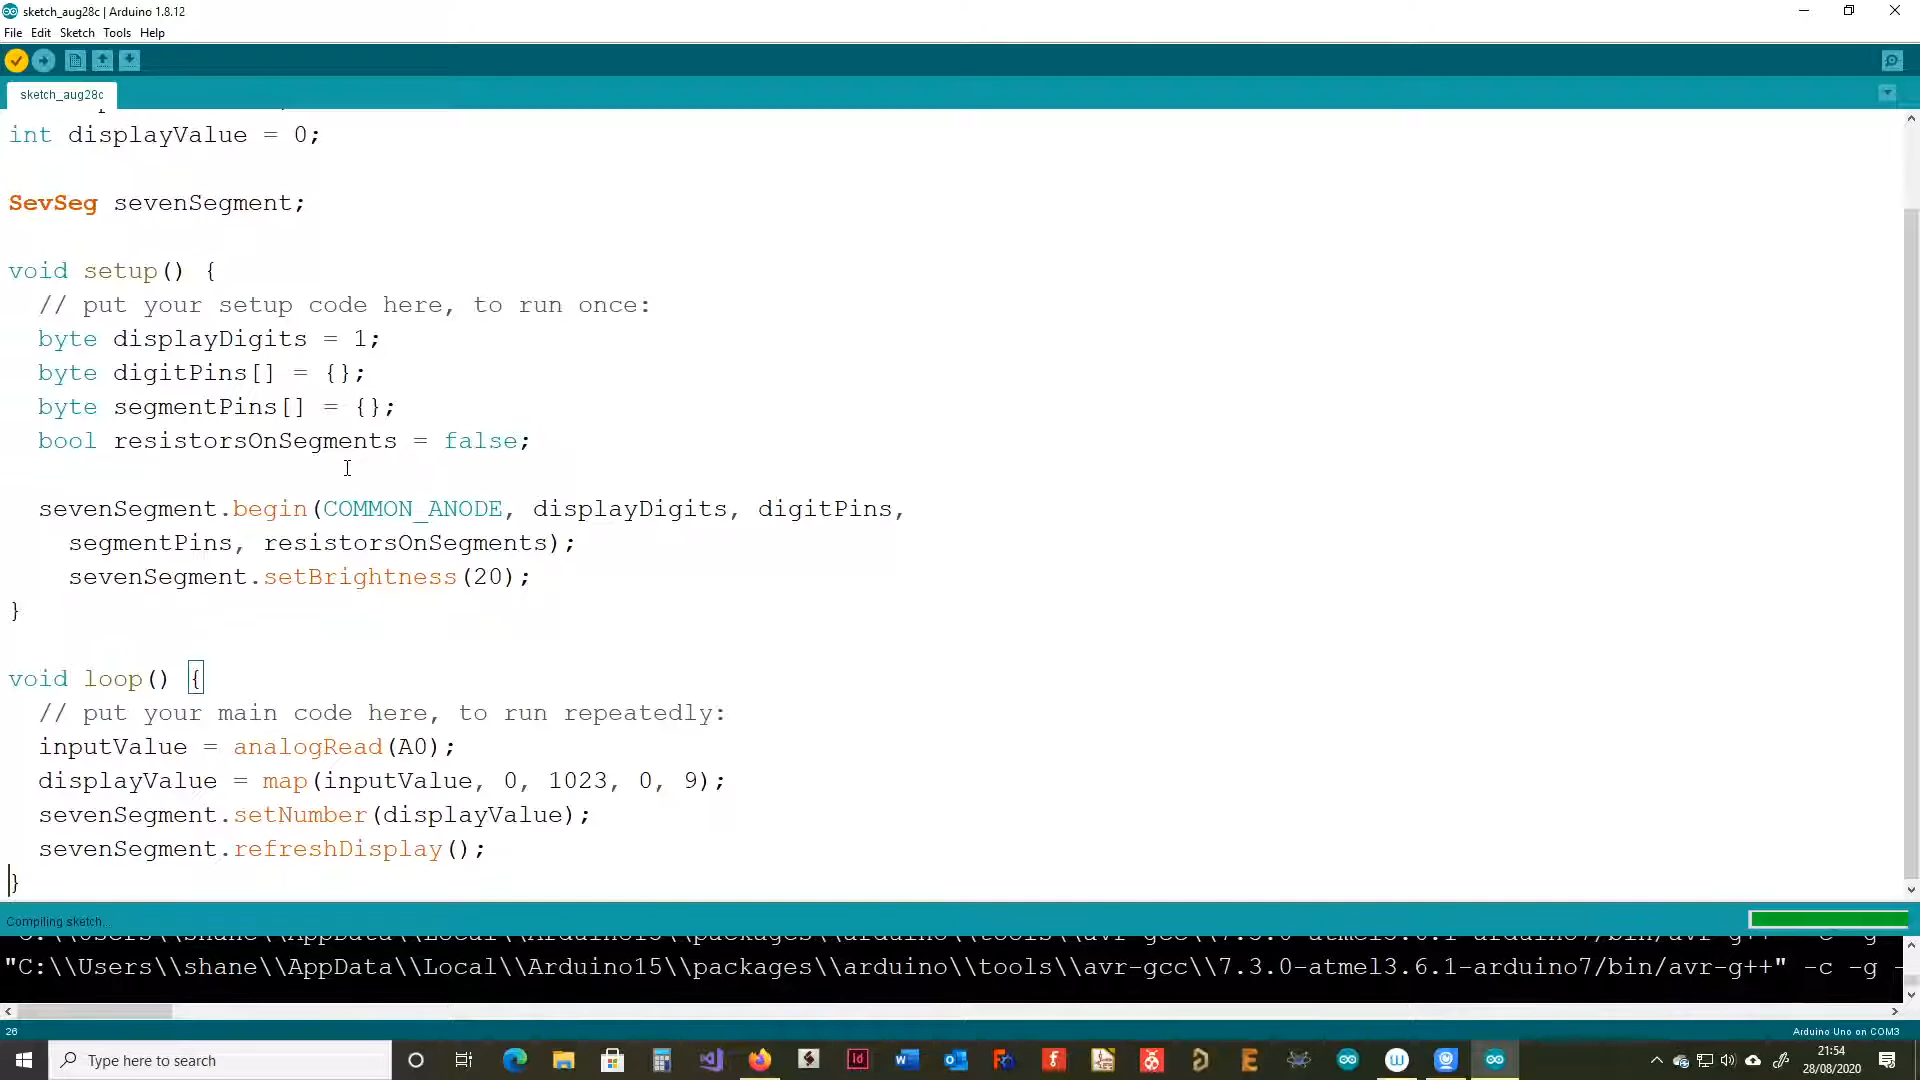 sketch_aug28c | Arduino 1.8.12
File Edit Sketch Tools Help
sketch_aug28c
int displayValue = 0;
SevSeg sevenSegment;
void setup() {
// put your setup code here, to run once:
byte displayDigits = 1;
byte digitPins[] = {};
byte segmentPins[] = {};
bool resistorsOnSegments = false;
sevenSegment.begin(COMMON_ANODE, displayDigits, digitPins,
segmentPins, resistorsOnSegments);
sevenSegment.setBrightness(20);
}
void loop() {
// put your main code here, to run repeatedly:
inputValue = analogRead(A0);
displayValue = map(inputValue, 0, 1023, 0, 9);
sevenSegment.setNumber(displayValue);
sevenSegment.refreshDisplay();
}
Compiling sketch...
"C:\\Users\\shane\\AppData\\Local\\Arduino15\\packages\\arduino\\tools\\avr-gcc\\7.3.0-atmel3.6.1-arduino7/bin/avr-g++" -c -g
26
Arduino Uno on COM3
Type here to search
21:54
28/08/2020